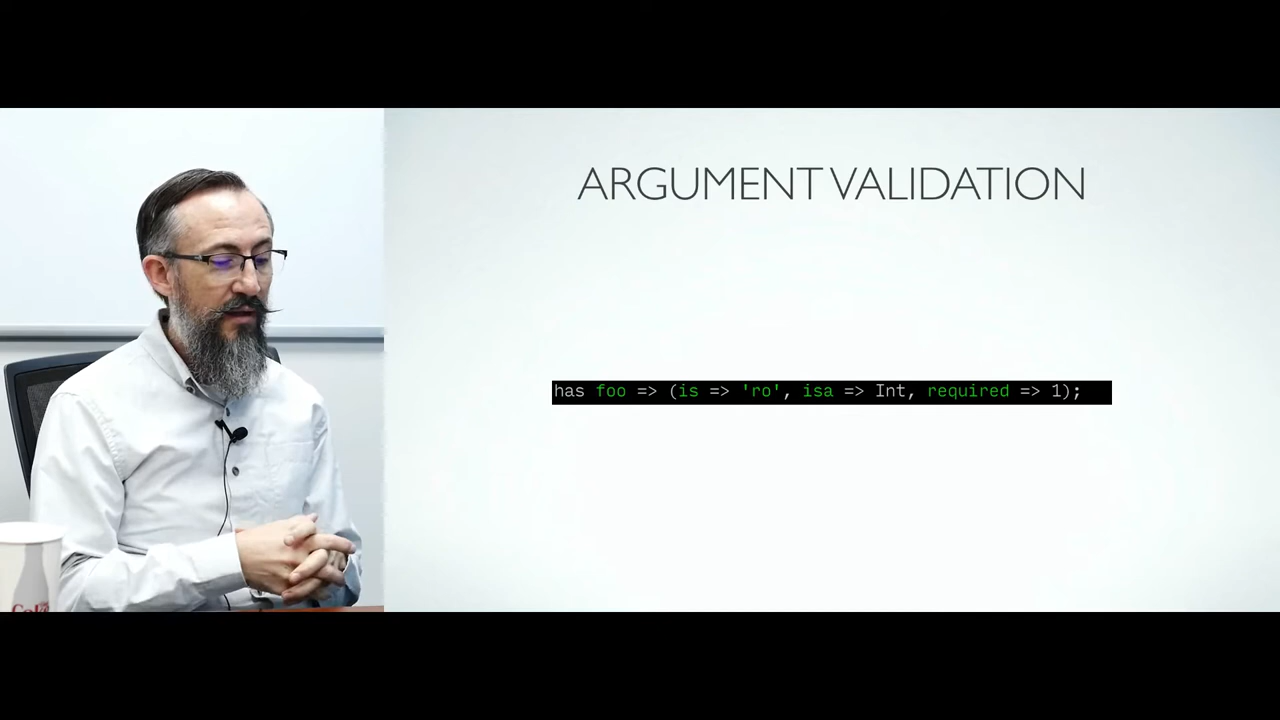 ARGUMENT VALIDATION
has foo => (is => 'ro', isa => Int, required => 1);